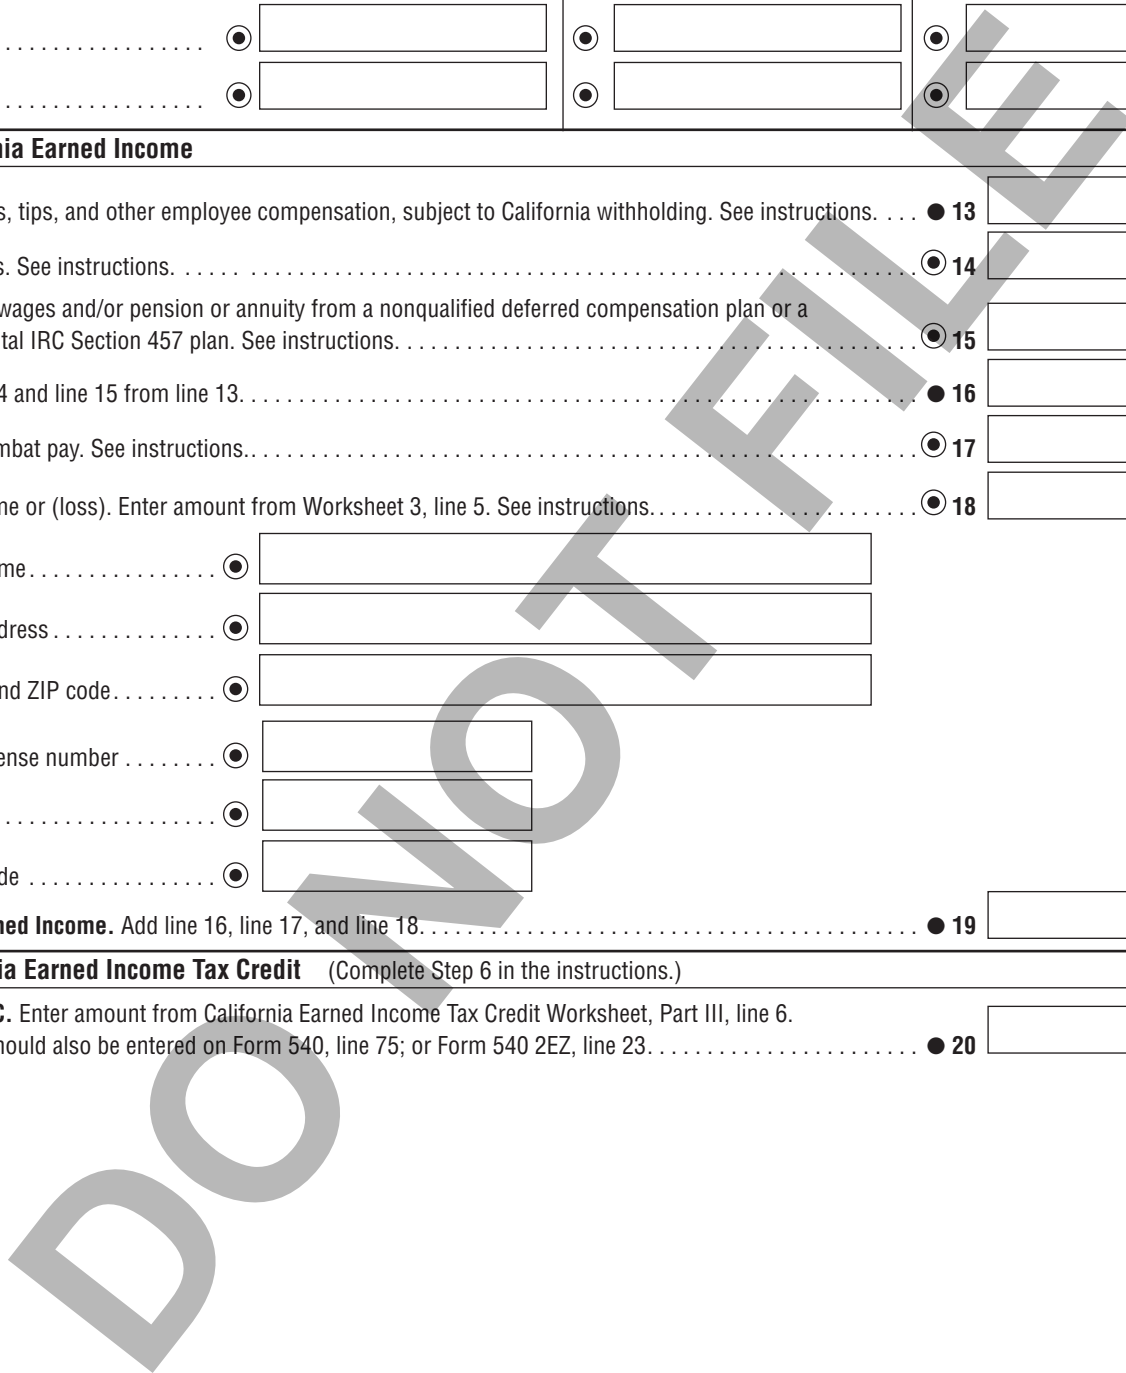 nia Earned Income
s, tips, and other employee compensation, subject to California withholding. See instructions. . . . ● 13
s. See instructions. . . . . . . . . . . . . . . . . . . . . . . . . . . . . . . . . . . . . . . . . 14
wages and/or pension or annuity from a nonqualified deferred compensation plan or a
tal IRC Section 457 plan. See instructions. . . . . . . . . . . . . . . . . . . . . . . . . . . . . . 15
4 and line 15 from line 13. . . . . . . . . . . . . . . . . . . . . . . . . . . . . . . . . . . . . . ● 16
mbat pay. See instructions.. . . . . . . . . . . . . . . . . . . . . . . . . . . . . . . . . . . . . . 17
me or (loss). Enter amount from Worksheet 3, line 5. See instructions. . . . . . . . . . . . . . . . 18
me. . . . . . . . . . . . . . . .
dress . . . . . . . . . . . . . .
nd ZIP code. . . . . . . . .
ense number . . . . . . . .
de . . . . . . . . . . . . . . . .
ned Income. Add line 16, line 17, and line 18. . . . . . . . . . . . . . . . . . . . . . . . . . . . ● 19
ia Earned Income Tax Credit (Complete Step 6 in the instructions.)
C. Enter amount from California Earned Income Tax Credit Worksheet, Part III, line 6.
hould also be entered on Form 540, line 75; or Form 540 2EZ, line 23. . . . . . . . . . . . . . . . ● 20
DO NOT FILE